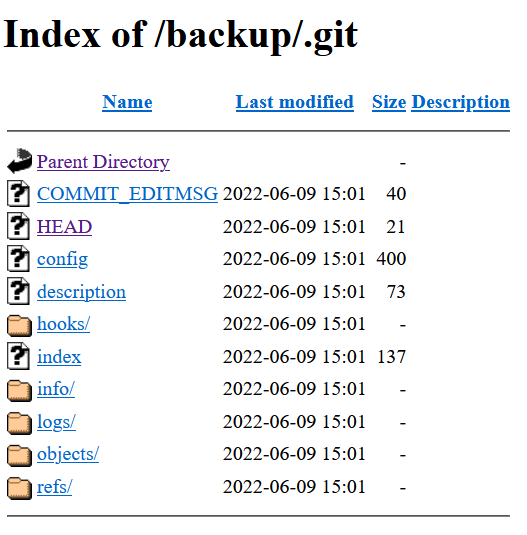 Index of /backup/.git
Name Last modified Size Description
Parent Directory -
COMMIT_EDITMSG 2022-06-09 15:01 40
HEAD 2022-06-09 15:01 21
config 2022-06-09 15:01 400
description 2022-06-09 15:01 73
hooks/ 2022-06-09 15:01 -
index 2022-06-09 15:01 137
info/ 2022-06-09 15:01 -
logs/ 2022-06-09 15:01 -
objects/ 2022-06-09 15:01 -
refs/ 2022-06-09 15:01 -